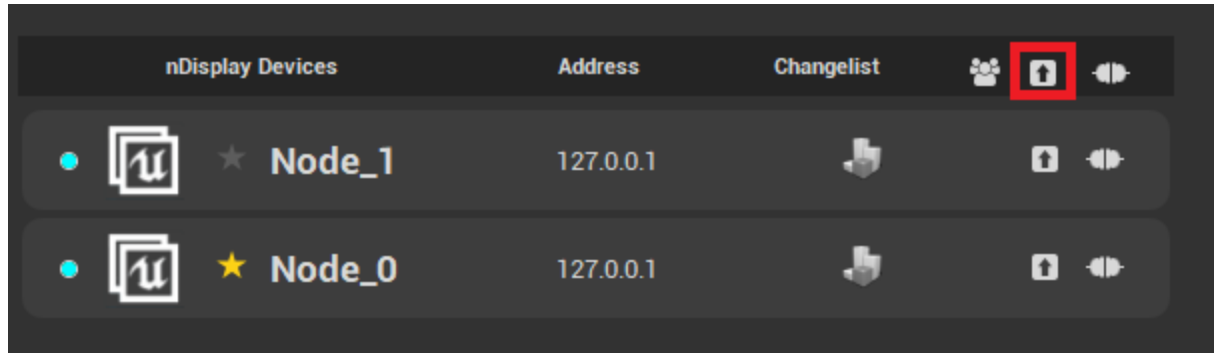 nDisplay Devices Address Changelist
Node_1 127.0.0.1
Node_0 127.0.0.1